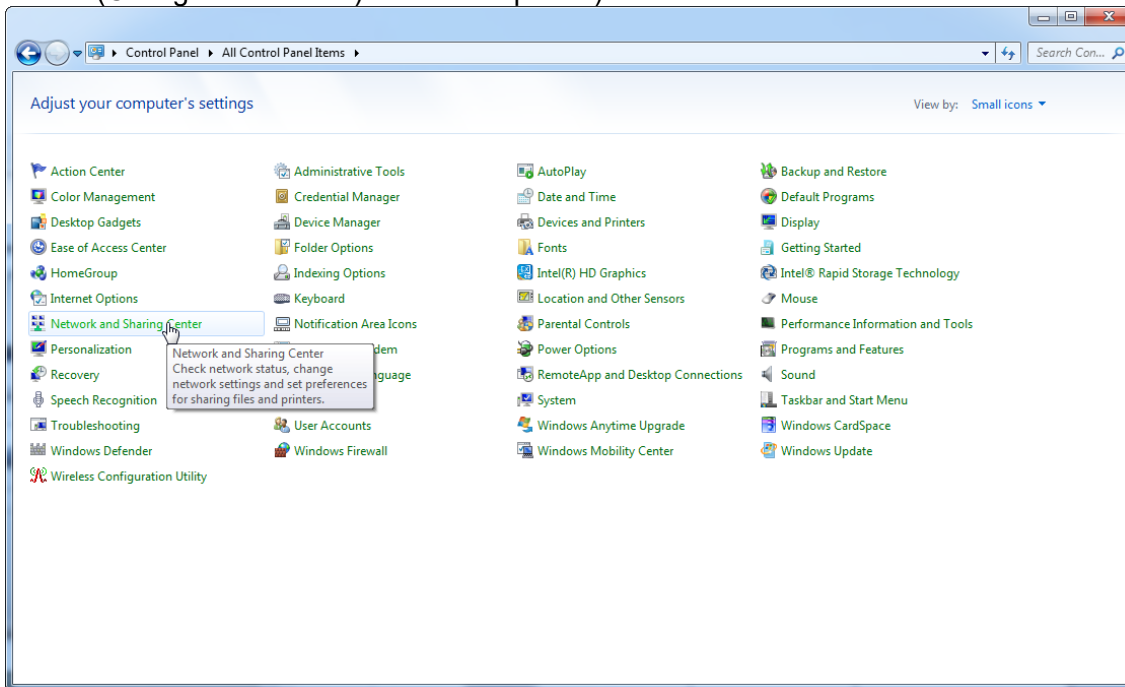 Control Panel ▸ All Control Panel Items ▸
Search Con...
Adjust your computer's settings
View by: Small icons
Action Center
Administrative Tools
AutoPlay
Backup and Restore
Color Management
Credential Manager
Date and Time
Default Programs
Desktop Gadgets
Device Manager
Devices and Printers
Display
Ease of Access Center
Folder Options
Fonts
Getting Started
HomeGroup
Indexing Options
Intel(R) HD Graphics
Intel® Rapid Storage Technology
Internet Options
Keyboard
Location and Other Sensors
Mouse
Network and Sharing Center
Notification Area Icons
Parental Controls
Performance Information and Tools
Personalization
dem
Power Options
Programs and Features
Recovery
nguage
RemoteApp and Desktop Connections
Sound
Network and Sharing Center
Check network status, change
network settings and set preferences
for sharing files and printers.
Speech Recognition
System
Taskbar and Start Menu
Troubleshooting
User Accounts
Windows Anytime Upgrade
Windows CardSpace
Windows Defender
Windows Firewall
Windows Mobility Center
Windows Update
Wireless Configuration Utility